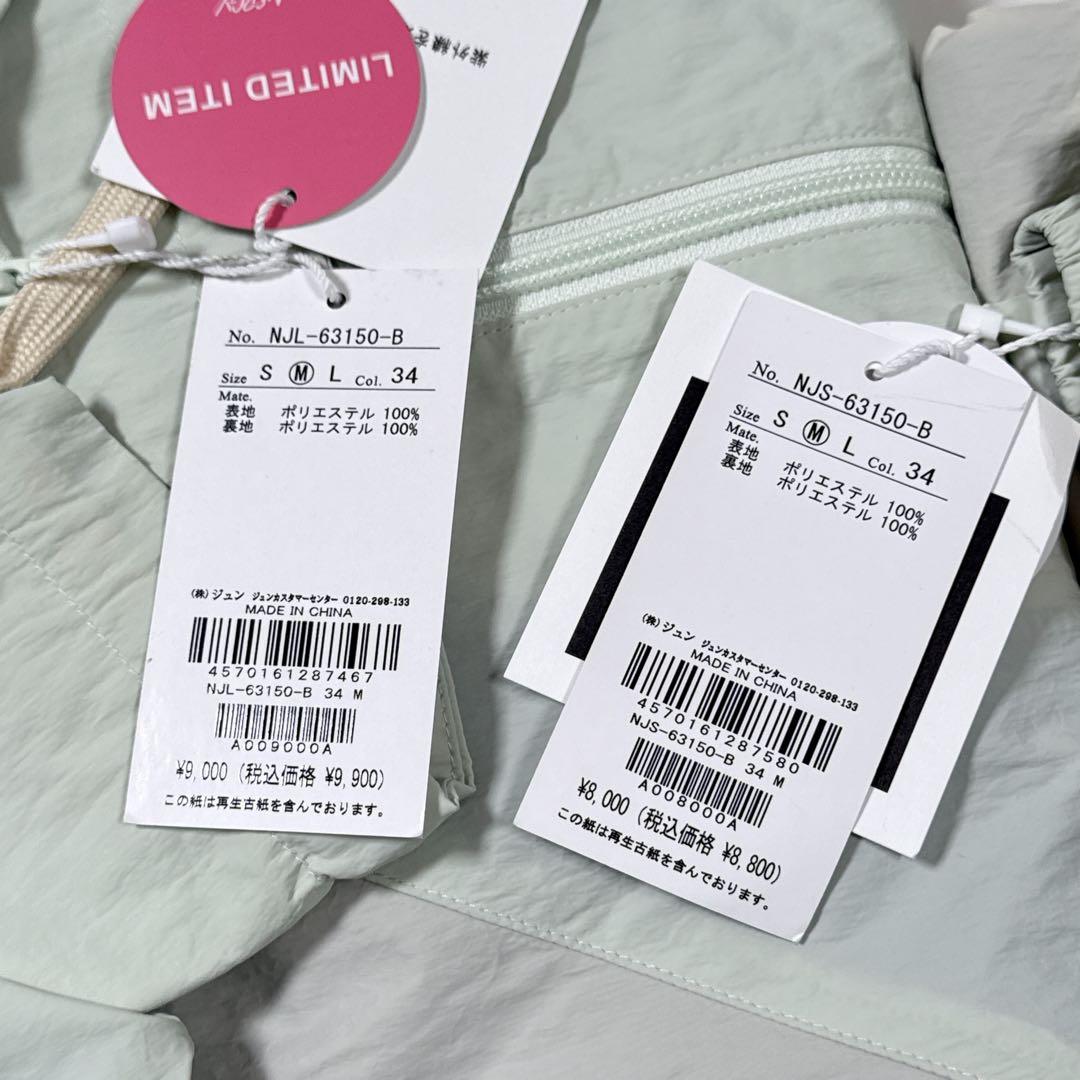 LIMITED ITEM
紫外線を
No. NJL-63150-B
Size S Ⓜ L Col. 34
Mate.
表地 ポリエステル 100%
裏地 ポリエステル 100%
(株)ジュン ジュンカスタマーセンター 0120-298-133
MADE IN CHINA
4570161287467
NJL-63150-B 34 M
A009000A
¥9,000 (税込価格 ¥9,900)
この紙は再生古紙を含んでおります。
No. NJS-63150-B
Size S Ⓜ L Col. 34
Mate.
表地 ポリエステル 100%
裏地 ポリエステル 100%
(株)ジュン ジュンカスタマーセンター 0120-298-133
MADE IN CHINA
4570161287580
NJS-63150-B 34 M
A008000A
¥8,000 (税込価格 ¥8,800)
この紙は再生古紙を含んでおります。